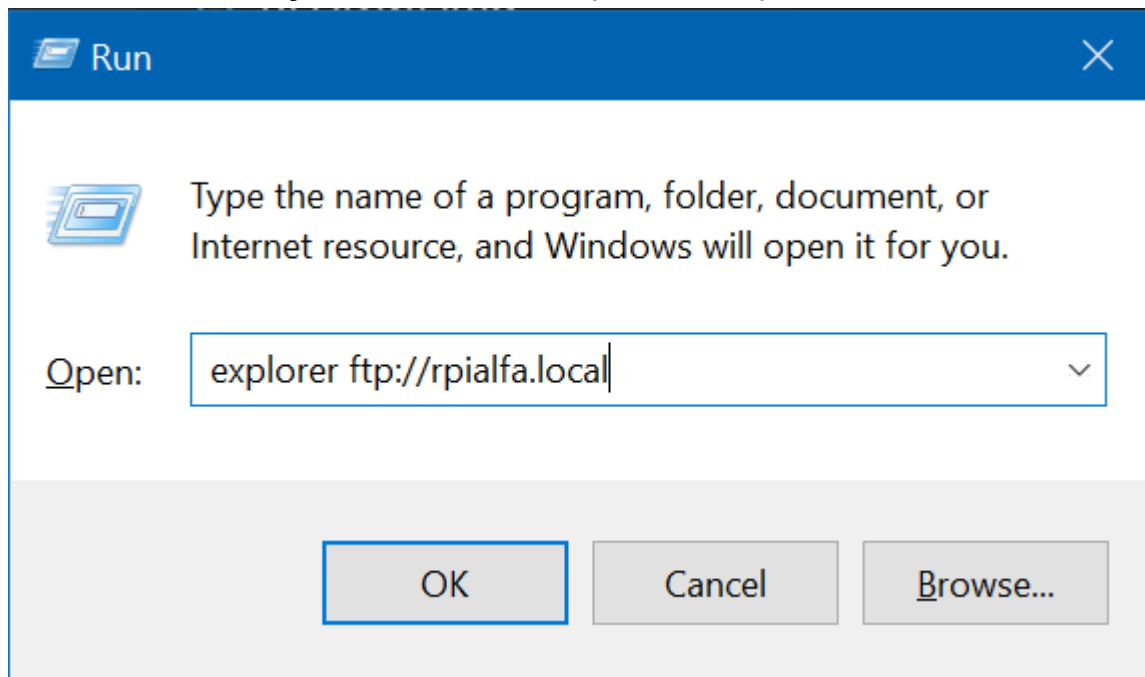 Run
Type the name of a program, folder, document, or
Internet resource, and Windows will open it for you.
Open:
explorer ftp://rpialfa.local
OK
Cancel
Browse...